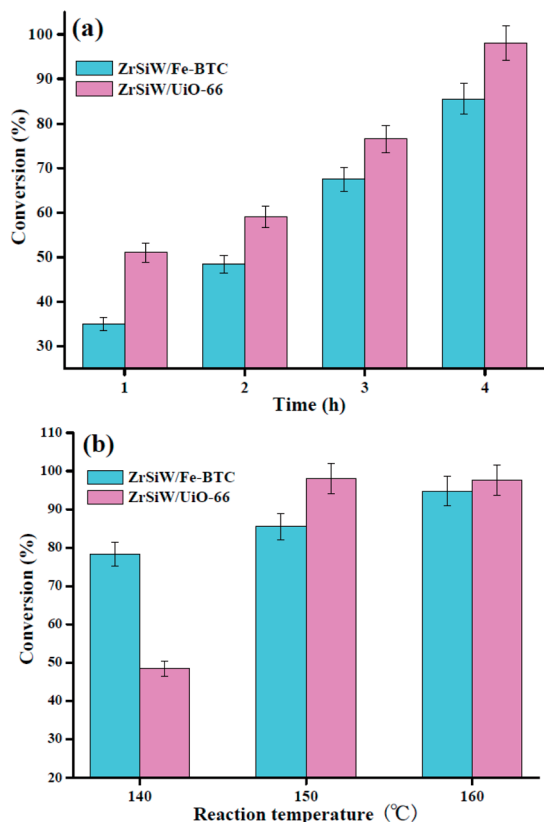 (a)
ZrSiW/Fe-BTC
ZrSiW/UiO-66
Conversion (%)
100
90
80
70
60
50
40
30
1 2 3 4
Time (h)
(b)
ZrSiW/Fe-BTC
ZrSiW/UiO-66
Conversion (%)
110
100
90
80
70
60
50
40
30
20
140 150 160
Reaction temperature (℃)